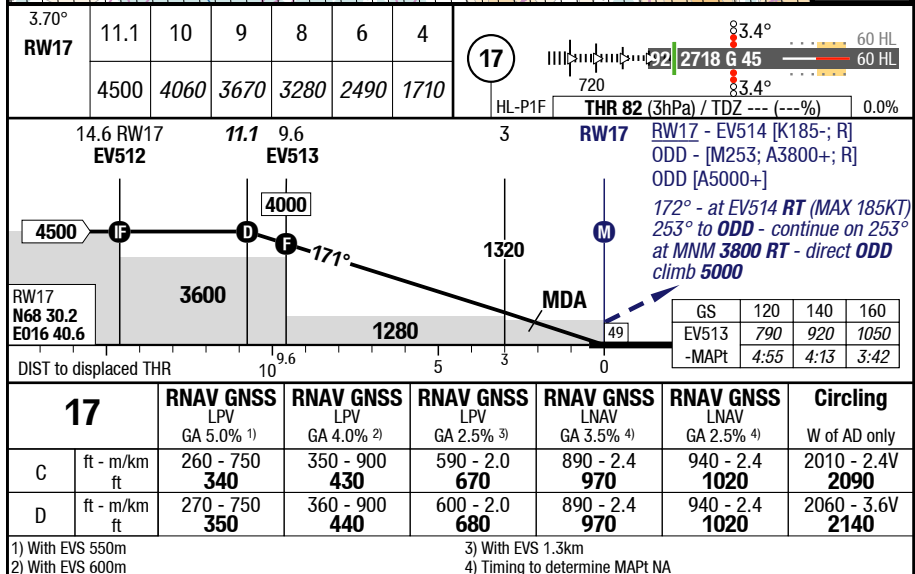 3.70° RW17 11.1 10 9 8 6 4
4500 4060 3670 3280 2490 1710
17
3.4°
60 HL
92 2718 G 45
60 HL
720
3.4°
HL-P1F THR 82 (3hPa) / TDZ --- (---%) 0.0%
14.6 RW17 11.1 9.6 3 RW17
EV512 EV513
RW17 - EV514 [K185-; R]
ODD - [M253; A3800+; R]
ODD [A5000+]
172° - at EV514 RT (MAX 185KT)
253° to ODD - continue on 253°
at MNM 3800 RT - direct ODD
climb 5000
4000
4500 IF D F M
171°
1320
3600
MDA
1280
49
RW17
N68 30.2
E016 40.6
GS 120 140 160
EV513 790 920 1050
-MAPt 4:55 4:13 3:42
DIST to displaced THR 10 9.6 5 3 0
17 RNAV GNSS RNAV GNSS RNAV GNSS RNAV GNSS RNAV GNSS Circling
LPV LPV LPV LNAV LNAV
GA 5.0% 1) GA 4.0% 2) GA 2.5% 3) GA 3.5% 4) GA 2.5% 4) W of AD only
C ft - m/km 260 - 750 350 - 900 590 - 2.0 890 - 2.4 940 - 2.4 2010 - 2.4V
ft 340 430 670 970 1020 2090
D ft - m/km 270 - 750 360 - 900 600 - 2.0 890 - 2.4 940 - 2.4 2060 - 3.6V
ft 350 440 680 970 1020 2140
1) With EVS 550m 3) With EVS 1.3km
2) With EVS 600m 4) Timing to determine MAPt NA